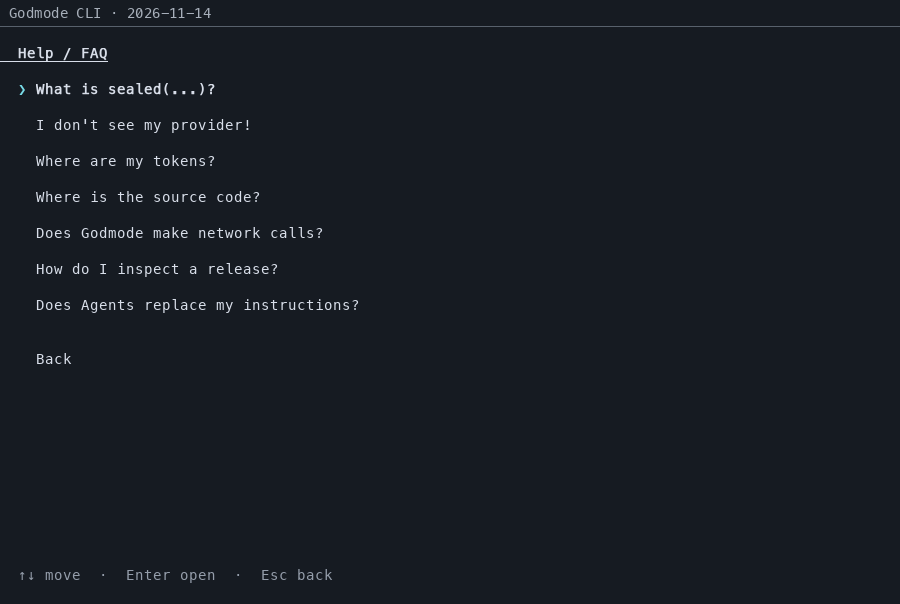 Godmode CLI · 2026−11−14
Help / FAQ
❯ What is sealed(...)?
I don't see my provider!
Where are my tokens?
Where is the source code?
Does Godmode make network calls?
How do I inspect a release?
Does Agents replace my instructions?
Back
↑↓ move · Enter open · Esc back